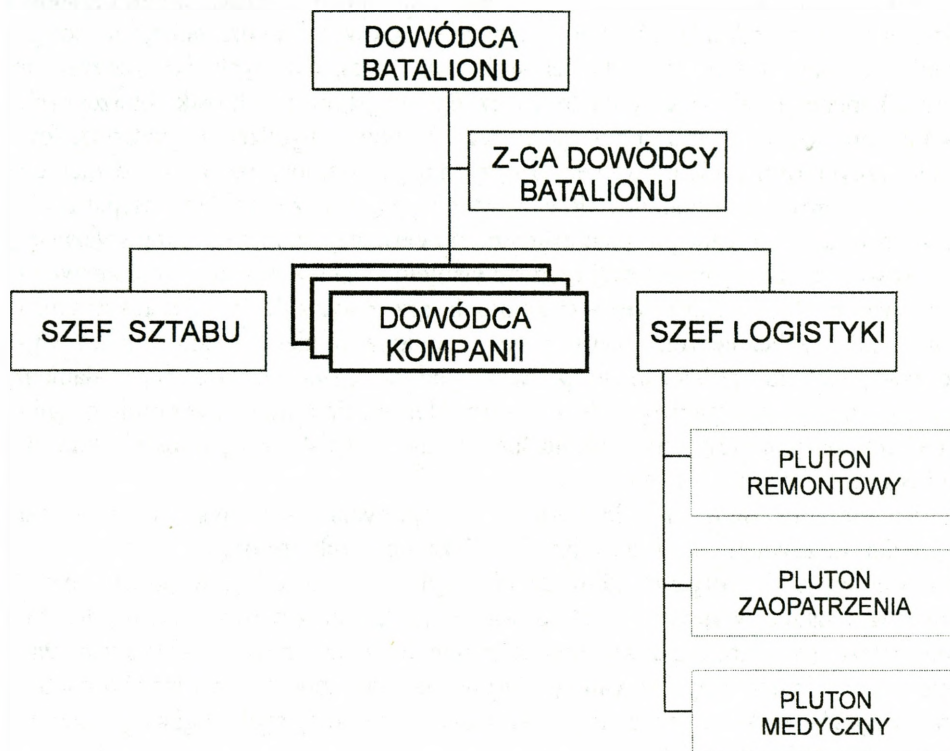 DOWÓDCA
BATALIONU
Z-CA DOWÓDCY
BATALIONU
SZEF SZTABU
DOWÓDCA
KOMPANII
SZEF LOGISTYKI
PLUTON
REMONTOWY
PLUTON
ZAOPATRZENIA
PLUTON
MEDYCZNY